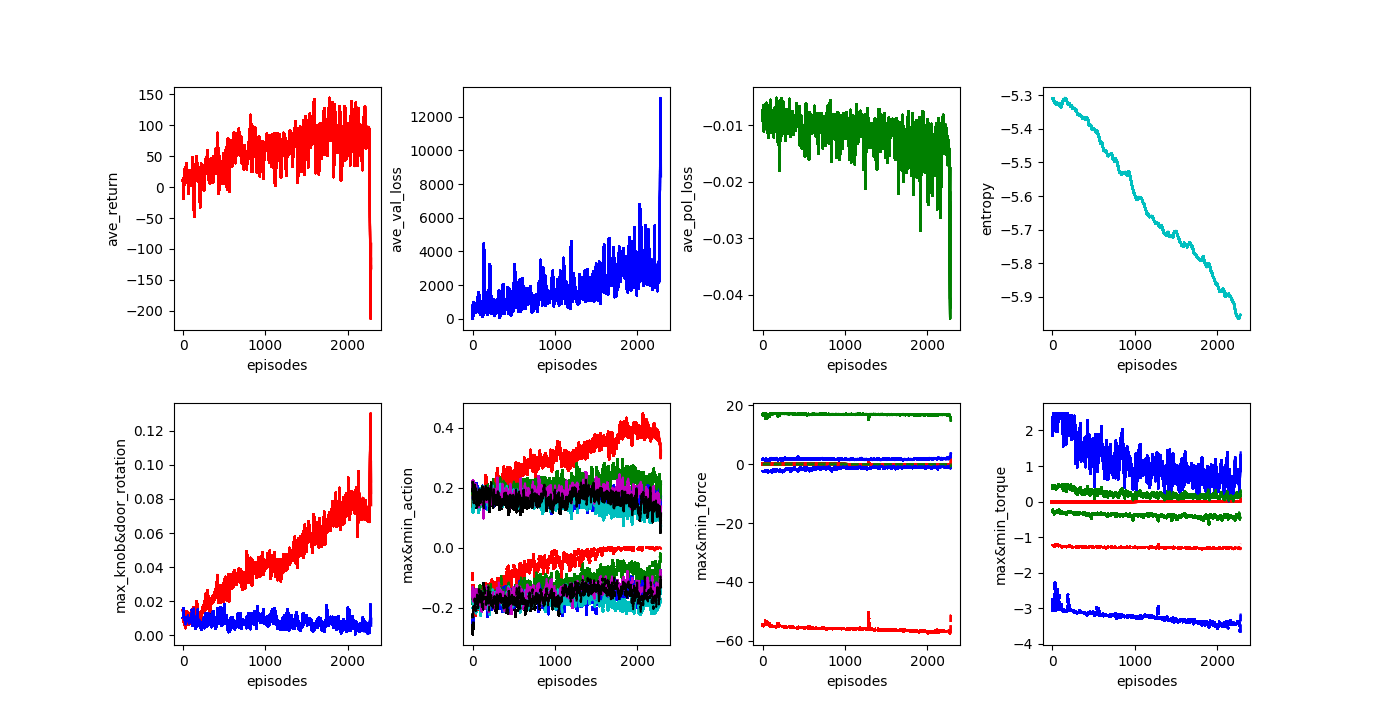 ave_return
150
100
50
0
−50
−100
−150
−200
0 1000 2000
episodes
ave_val_loss
12000
10000
8000
6000
4000
2000
0
0 1000 2000
episodes
ave_pol_loss
−0.01
−0.02
−0.03
−0.04
0 1000 2000
episodes
entropy
−5.3
−5.4
−5.5
−5.6
−5.7
−5.8
−5.9
0 1000 2000
episodes
max_knob&door_rotation
0.12
0.10
0.08
0.06
0.04
0.02
0.00
0 1000 2000
episodes
max&min_action
0.4
0.2
0.0
−0.2
0 1000 2000
episodes
max&min_force
20
0
−20
−40
−60
0 1000 2000
episodes
max&min_torque
2
1
0
−1
−2
−3
−4
0 1000 2000
episodes